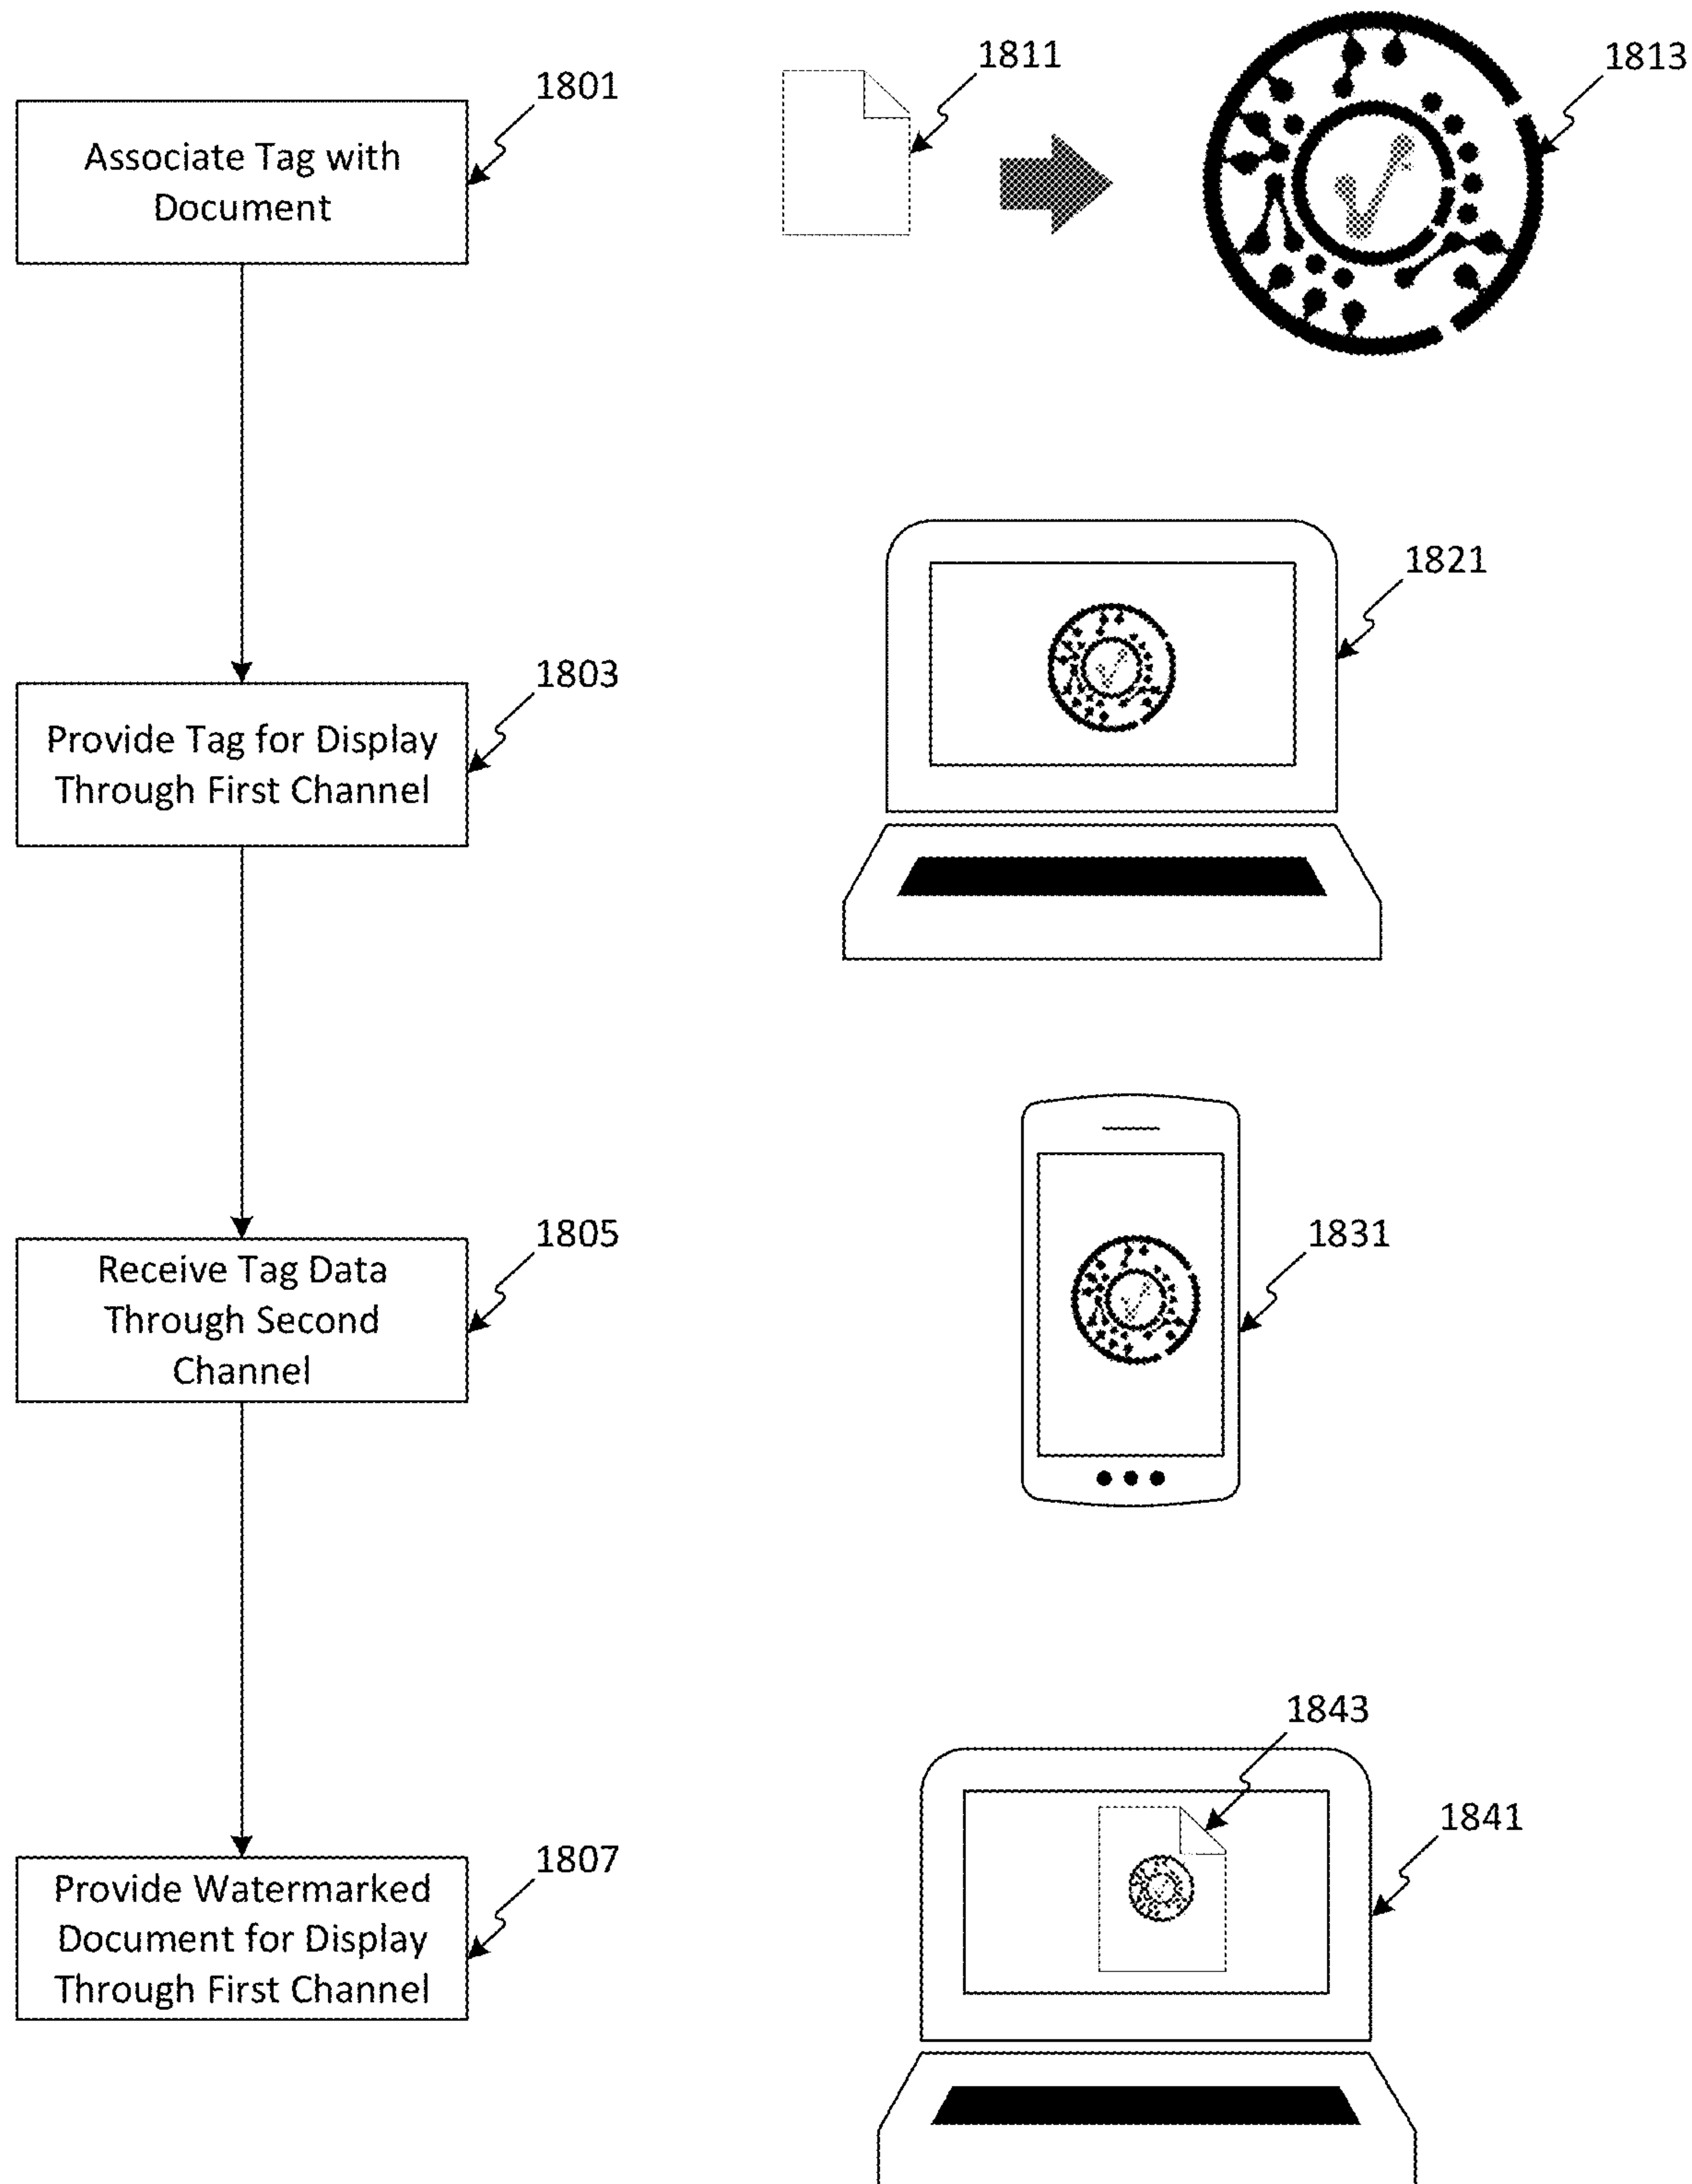 1801
1811
1813
Associate Tag with
Document
1821
1803
Provide Tag for Display
Through First Channel
1805
1831
Receive Tag Data
Through Second
Channel
1843
1841
1807
Provide Watermarked
Document for Display
Through First Channel